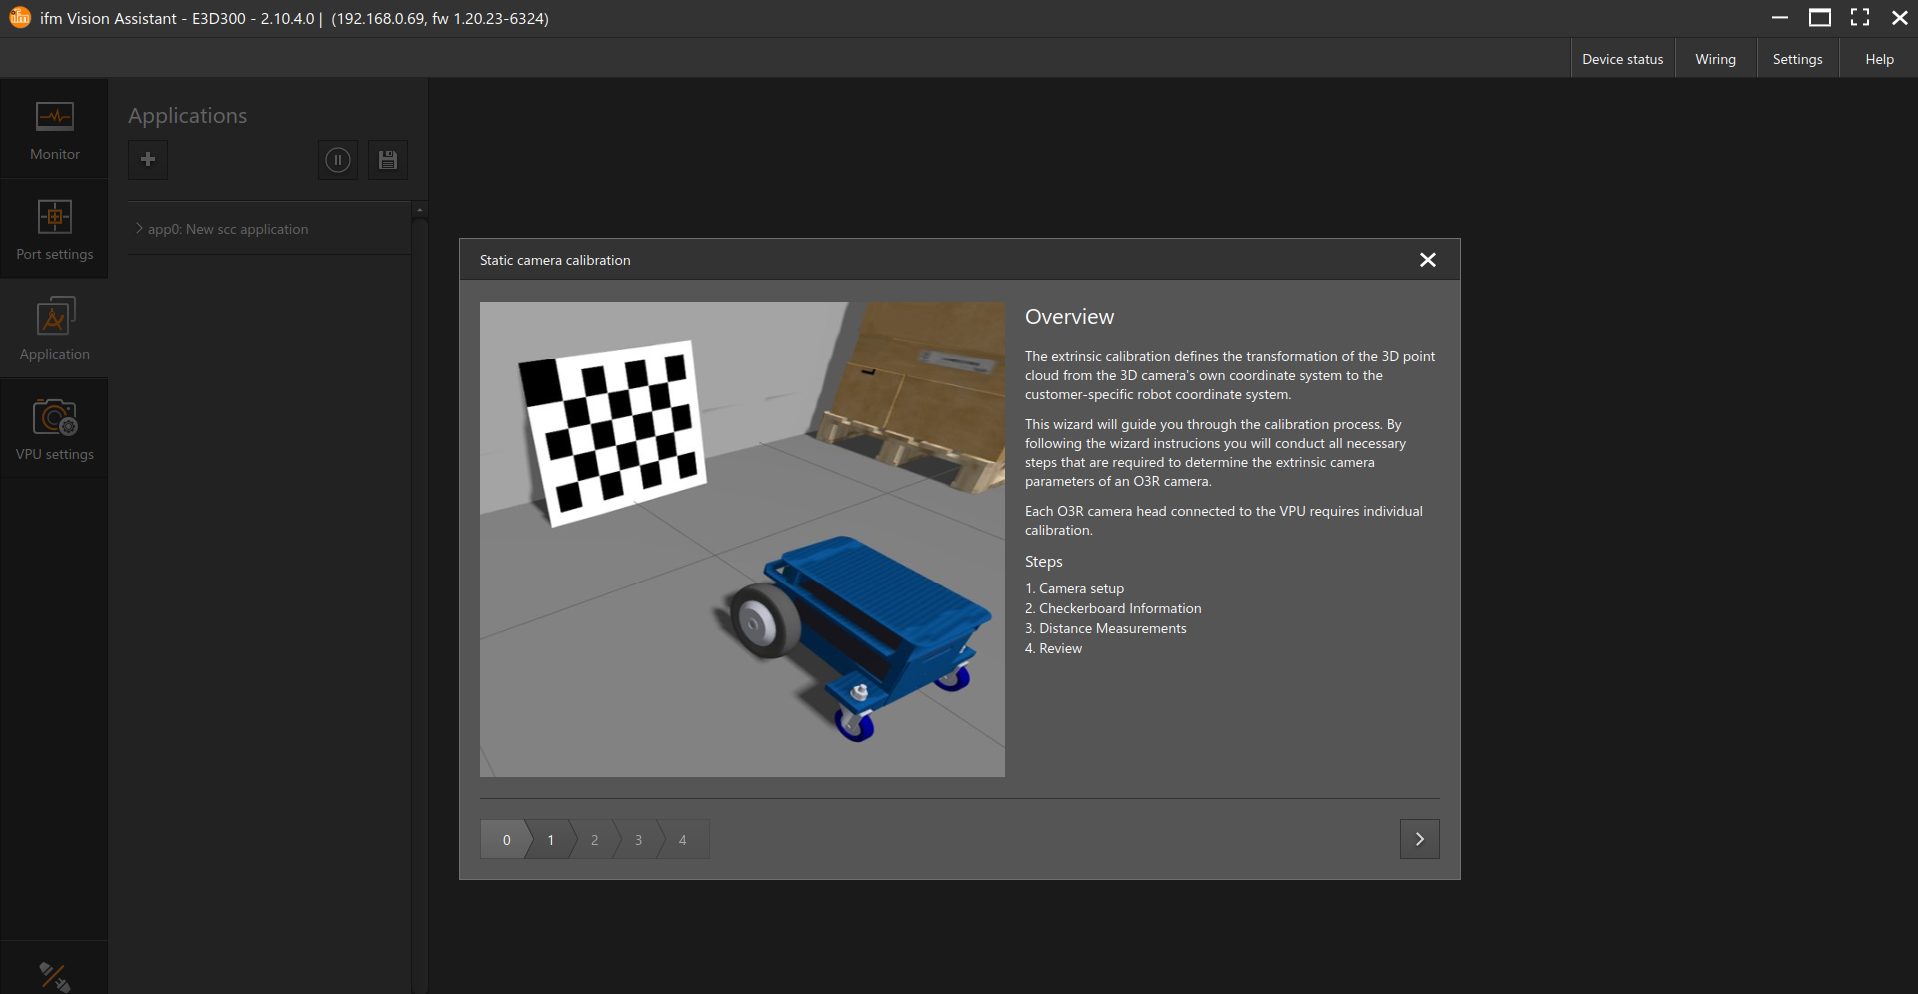 ifm Vision Assistant - E3D300 - 2.10.4.0 | (192.168.0.69, fw 1.20.23-6324)
Device status
Wiring
Settings
Help
Monitor
Port settings
Application
VPU settings
Applications
app0: New scc application
Static camera calibration
Overview
The extrinsic calibration defines the transformation of the 3D point
cloud from the 3D camera's own coordinate system to the
customer-specific robot coordinate system.
This wizard will guide you through the calibration process. By
following the wizard instrucions you will conduct all necessary
steps that are required to determine the extrinsic camera
parameters of an O3R camera.
Each O3R camera head connected to the VPU requires individual
calibration.
Steps
1. Camera setup
2. Checkerboard Information
3. Distance Measurements
4. Review
0 1 2 3 4